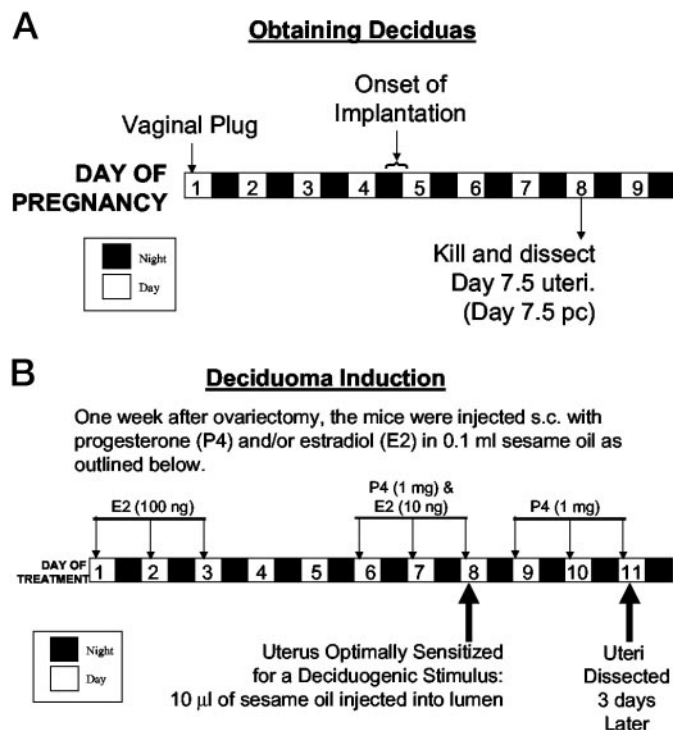 A
Obtaining Deciduas
Onset of
Implantation
Vaginal Plug
DAY OF
PREGNANCY
1 2 3 4 5 6 7 8 9
Night
Day
Kill and dissect
Day 7.5 uteri.
(Day 7.5 pc)
B
Deciduoma Induction
One week after ovariectomy, the mice were injected s.c. with
progesterone (P4) and/or estradiol (E2) in 0.1 ml sesame oil as
outlined below.
E2 (100 ng)
P4 (1 mg) &
E2 (10 ng)
P4 (1 mg)
DAY OF
TREATMENT
1 2 3 4 5 6 7 8 9 10 11
Night
Day
Uterus Optimally Sensitized
for a Deciduogenic Stimulus:
10 µl of sesame oil injected into lumen
Uteri
Dissected
3 days
Later